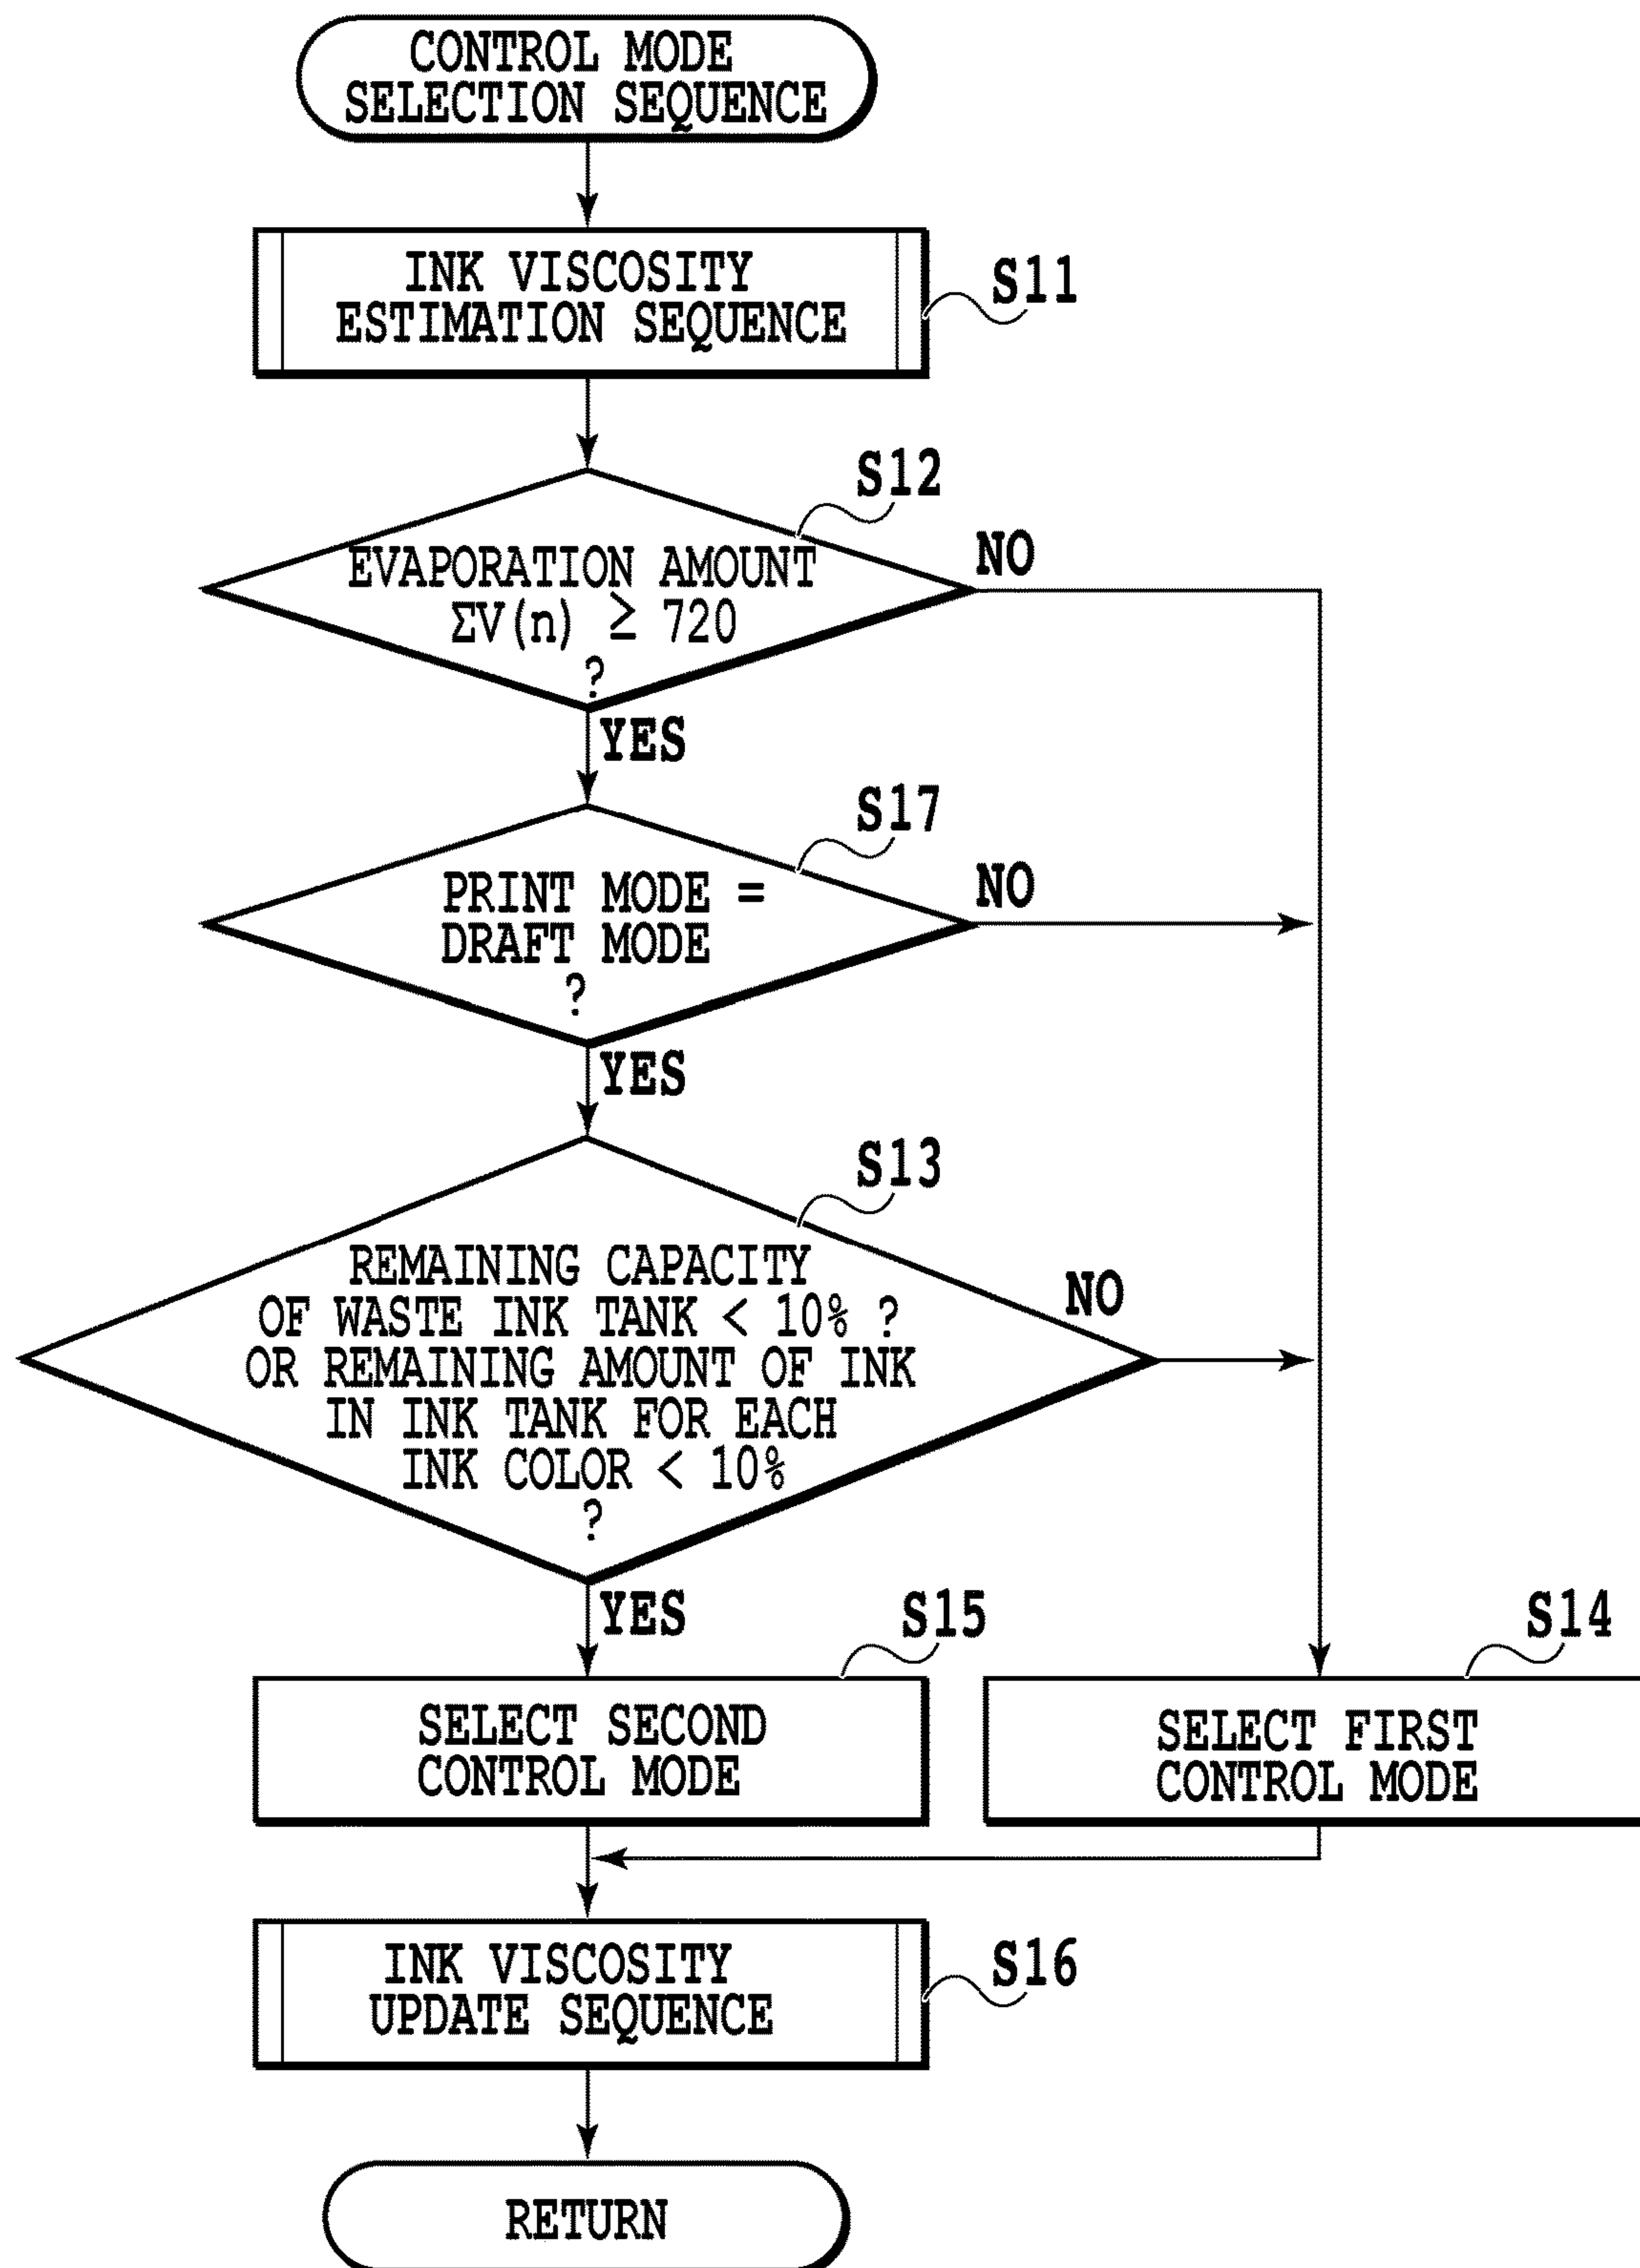 CONTROL MODE
SELECTION SEQUENCE
INK VISCOSITY
ESTIMATION SEQUENCE
S11
S12
EVAPORATION AMOUNT
ΣV(n) ≥ 720
?
NO
YES
S17
PRINT MODE =
DRAFT MODE
?
NO
YES
S13
REMAINING CAPACITY
OF WASTE INK TANK < 10% ?
OR REMAINING AMOUNT OF INK
IN INK TANK FOR EACH
INK COLOR < 10%
?
NO
YES
S15
SELECT SECOND
CONTROL MODE
S14
SELECT FIRST
CONTROL MODE
INK VISCOSITY
UPDATE SEQUENCE
S16
RETURN